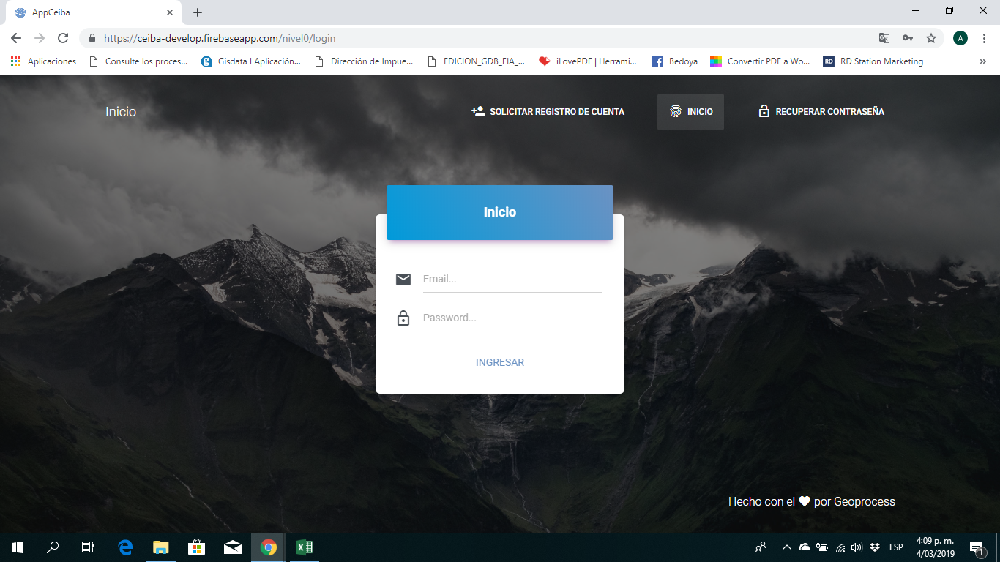 AppCeiba
https://ceiba-develop.firebaseapp.com/nivel0/login
A
Aplicaciones
Consulte los proces...
Gisdata I Aplicación...
Dirección de Impue...
EDICION_GDB_EIA_...
iLovePDF | Herrami...
Bedoya
Convertir PDF a Wo...
RD
RD Station Marketing
»
Inicio
SOLICITAR REGISTRO DE CUENTA
INICIO
RECUPERAR CONTRASEÑA
Inicio
Email...
Password...
INGRESAR
Hecho con el ♥ por Geoprocess
ESP
4:09 p. m.
4/03/2019
1